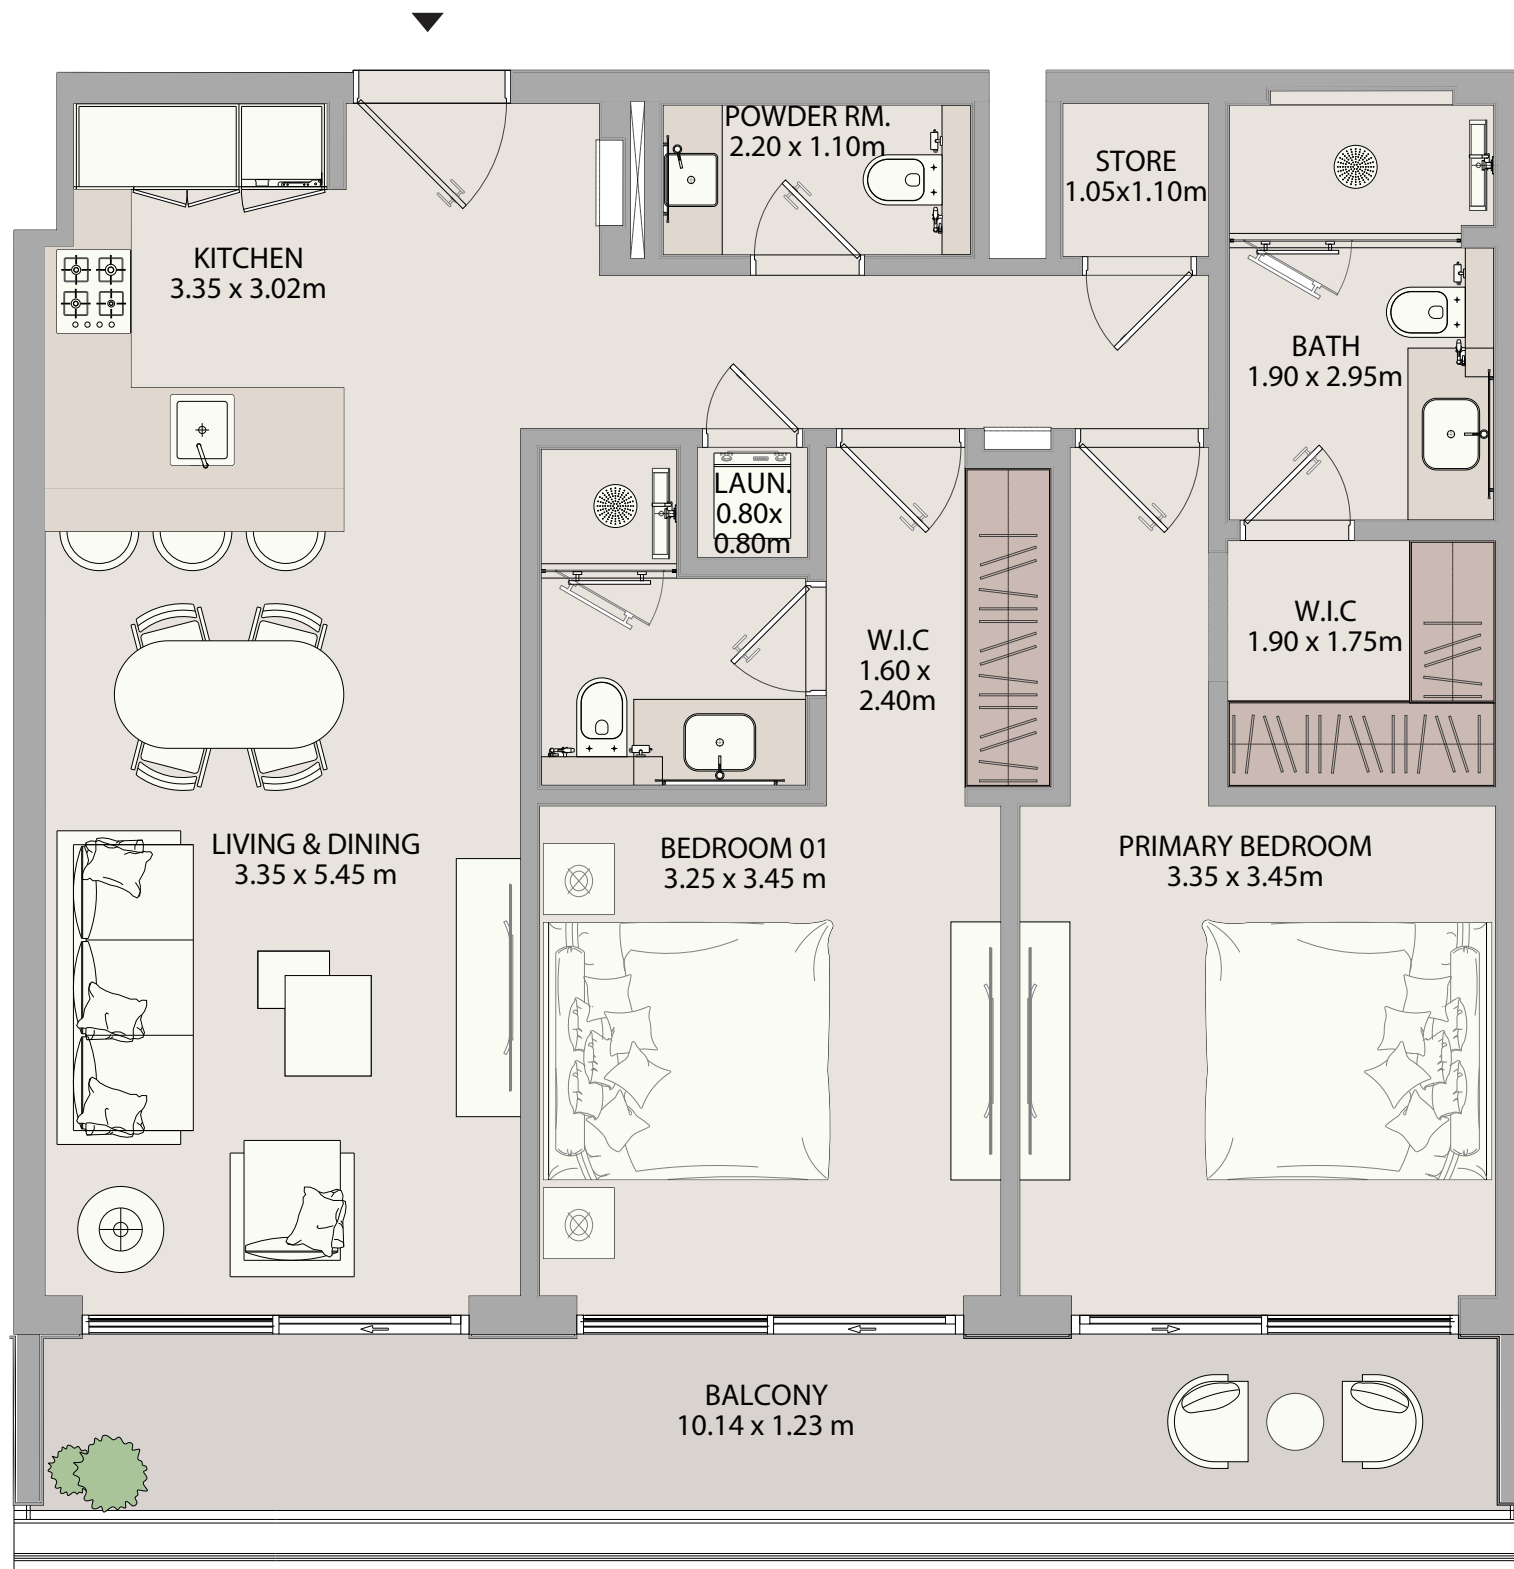 POWDER RM.
2.20 x 1.10m
STORE
1.05x1.10m
KITCHEN
3.35 x 3.02m
BATH
1.90 x 2.95m
LAUN.
0.80x
0.80m
W.I.C
1.60 x
2.40m
W.I.C
1.90 x 1.75m
LIVING & DINING
3.35 x 5.45 m
BEDROOM 01
3.25 x 3.45 m
PRIMARY BEDROOM
3.35 x 3.45m
BALCONY
10.14 x 1.23 m